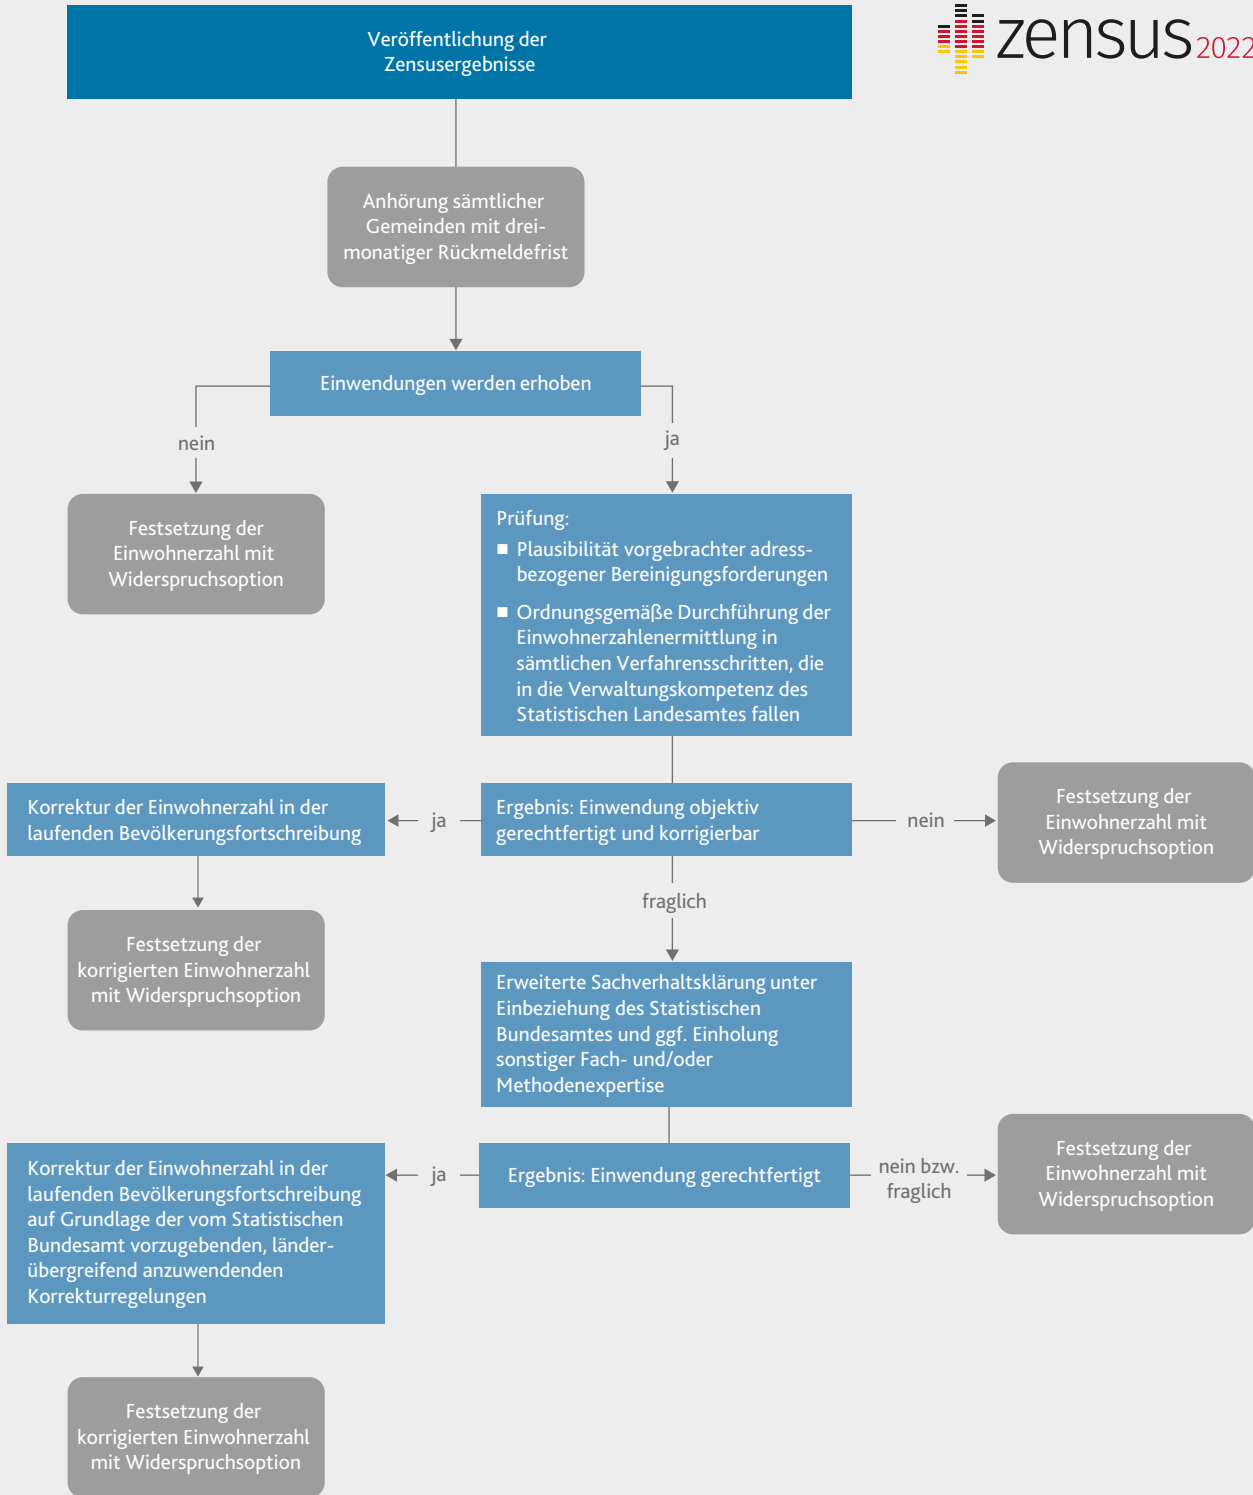 Veröffentlichung der
Zensusergebnisse
zensus 2022
Anhörung sämtlicher
Gemeinden mit drei-
monatiger Rückmeldefrist
Einwendungen werden erhoben
nein
ja
Festsetzung der
Einwohnerzahl mit
Widerspruchsoption
Prüfung:
■ Plausibilität vorgebrachter adress-
bezogener Bereinigungsforderungen
■ Ordnungsgemäße Durchführung der
Einwohnerzahlenermittlung in
sämtlichen Verfahrensschritten, die
in die Verwaltungskompetenz des
Statistischen Landesamtes fallen
Korrektur der Einwohnerzahl in der
laufenden Bevölkerungsfortschreibung
ja
Ergebnis: Einwendung objektiv
gerechtfertigt und korrigierbar
nein
Festsetzung der
Einwohnerzahl mit
Widerspruchsoption
fraglich
Festsetzung der
korrigierten Einwohnerzahl
mit Widerspruchsoption
Erweiterte Sachverhaltsklärung unter
Einbeziehung des Statistischen
Bundesamtes und ggf. Einholung
sonstiger Fach- und/oder
Methodenexpertise
Korrektur der Einwohnerzahl in der
laufenden Bevölkerungsfortschreibung
auf Grundlage der vom Statistischen
Bundesamt vorzugebenden, länder-
übergreifend anzuwendenden
Korrekturregelungen
ja
Ergebnis: Einwendung gerechtfertigt
nein bzw.
fraglich
Festsetzung der
Einwohnerzahl mit
Widerspruchsoption
Festsetzung der
korrigierten Einwohnerzahl
mit Widerspruchsoption